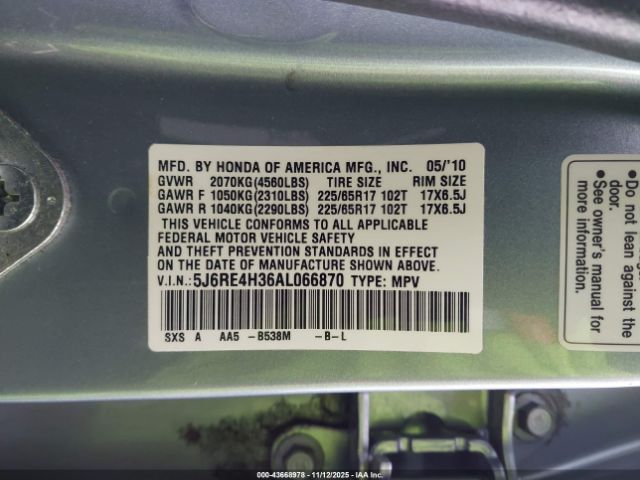 MFD. BY HONDA OF AMERICA MFG., INC. 05/'10
GVWR 2070KG(4560LBS) TIRE SIZE RIM SIZE
GAWR F 1050KG(2310LBS) 225/65R17 102T 17X6.5J
GAWR R 1040KG(2290LBS) 225/65R17 102T 17X6.5J
THIS VEHICLE CONFORMS TO ALL APPLICABLE
FEDERAL MOTOR VEHICLE SAFETY
AND THEFT PREVENTION STANDARDS IN EFFECT
ON THE DATE OF MANUFACTURE SHOWN ABOVE.
V.I.N.: 5J6RE4H36AL066870 TYPE: MPV
SXS A AA5 -B538M -B-L
•Do not lean on
door.
•See owner's manual for
more information.
000-43668978 - 11/12/2025 - IAA Inc.